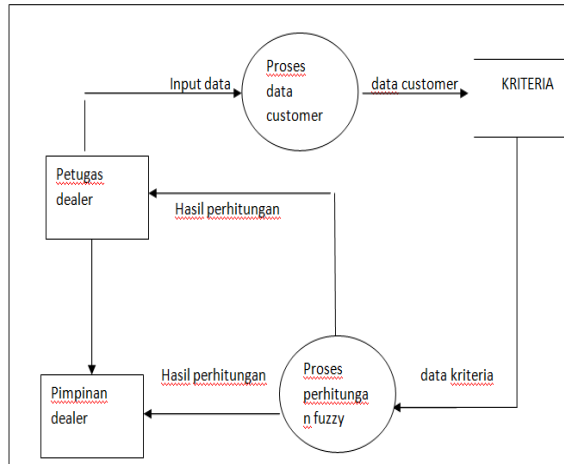 Proses
data
customer
Input data
data customer
KRITERIA
Petugas
dealer
Hasil perhitungan
Hasil perhitungan
Proses
perhitunga
n fuzzy
data kriteria
Pimpinan
dealer